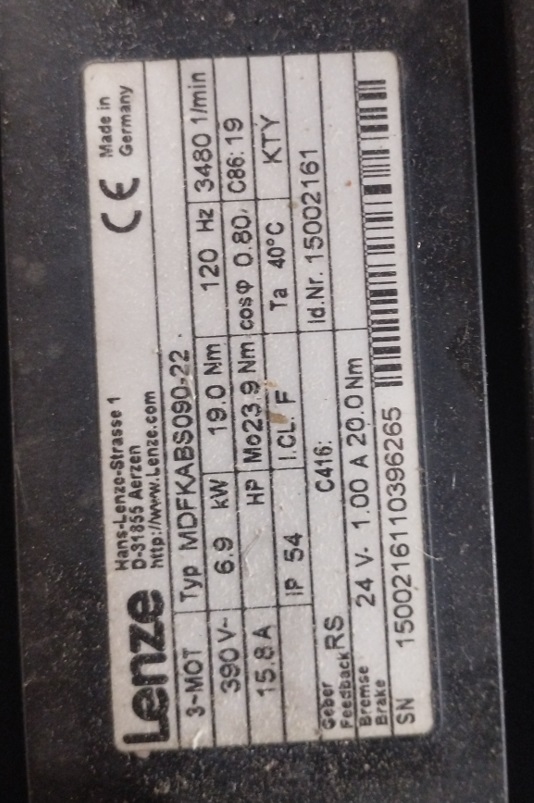 Lenze
Hans-Lenze-Strasse 1
D-31855 Aerzen
http://www.Lenze.com
CE
Made in
Germany
3~MOT Typ MDFKABS090-22
390 V~ 6.9 kW 19.0 Nm 120 Hz 3480 1/min
15.8 A HP Mo23.9 Nm cosφ 0.80 C86: 19
IP 54 I.CL. F Ta 40°C KTY
Geber
Feedback RS C416: Id.Nr. 15002161
Bremse
Brake 24 V- 1.00 A 20.0 Nm
SN 1500216110396265